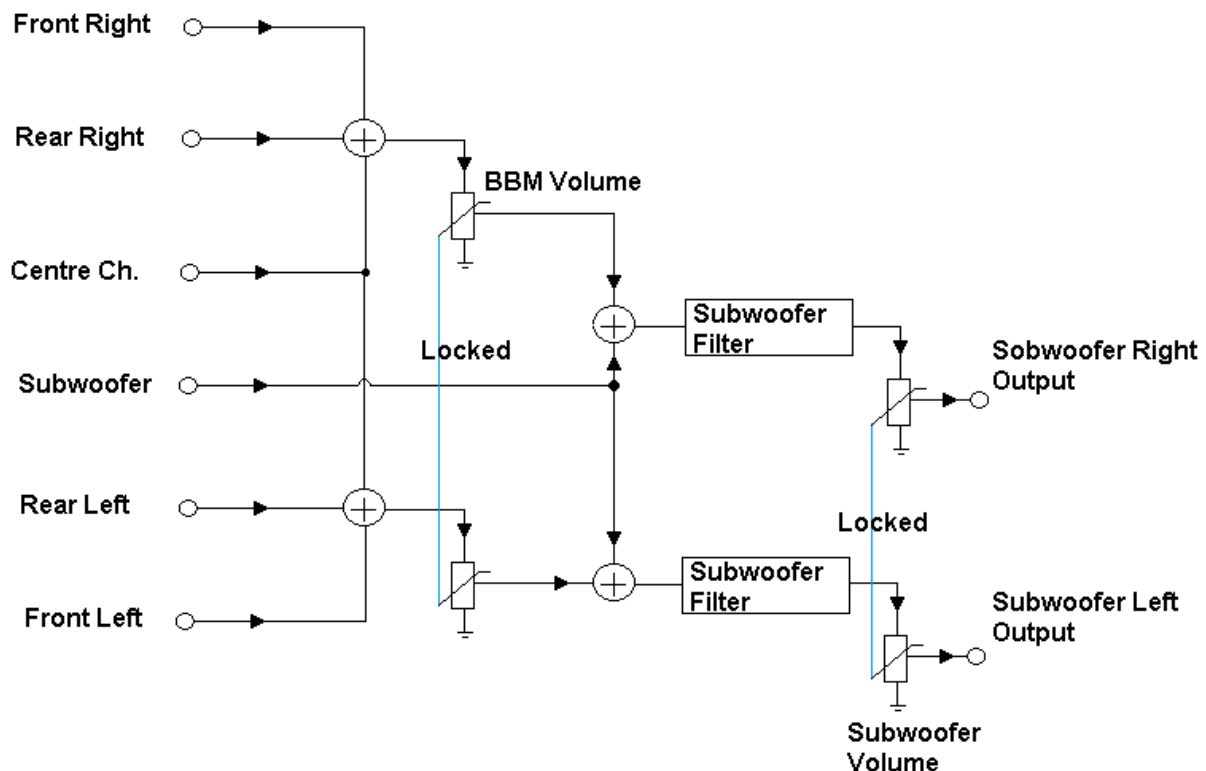 Front Right
Rear Right
BBM Volume
Centre Ch.
Subwoofer
Filter
Locked
Sobwoofer Right
Output
Subwoofer
Rear Left
Locked
Subwoofer
Filter
Front Left
Subwoofer Left
Output
Subwoofer
Volume